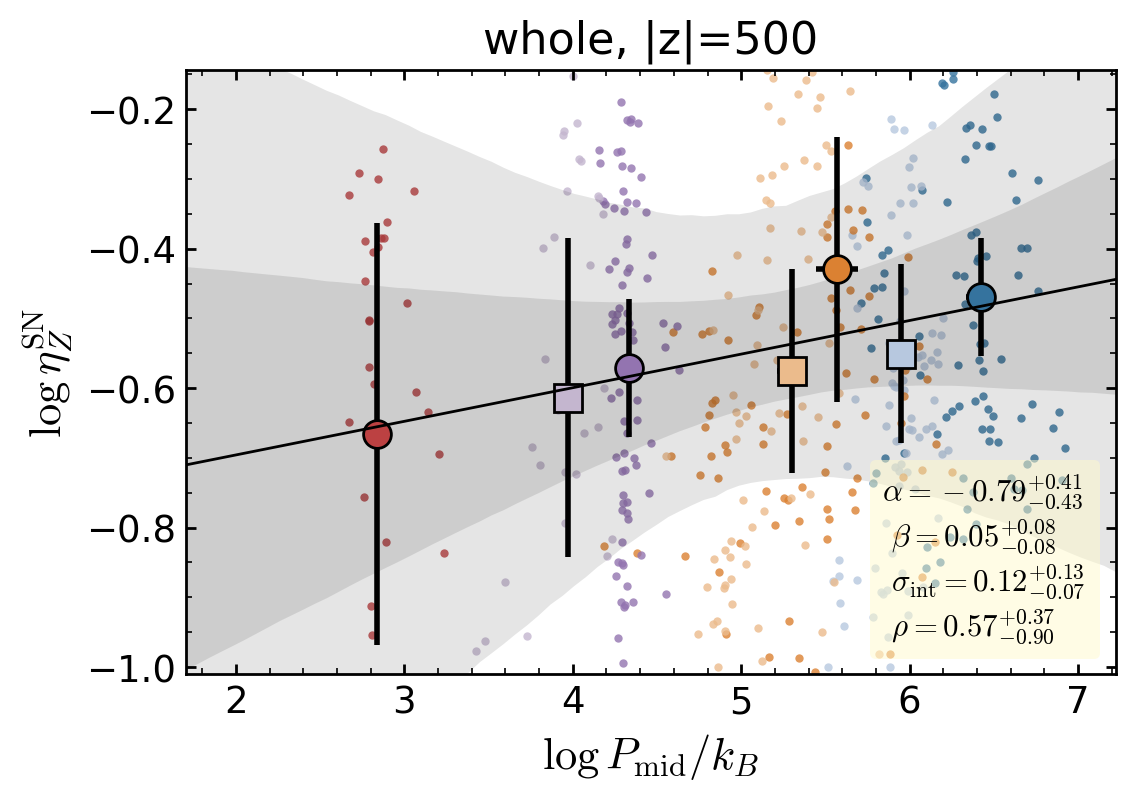 whole, |z|=500
−0.2
−0.4
−0.6
−0.8
−1.0
log η_Z^SN
α = −0.79^{+0.41}_{−0.43}
β = 0.05^{+0.08}_{−0.08}
σ_int = 0.12^{+0.13}_{−0.07}
ρ = 0.57^{+0.37}_{−0.90}
2 3 4 5 6 7
log P_mid/k_B